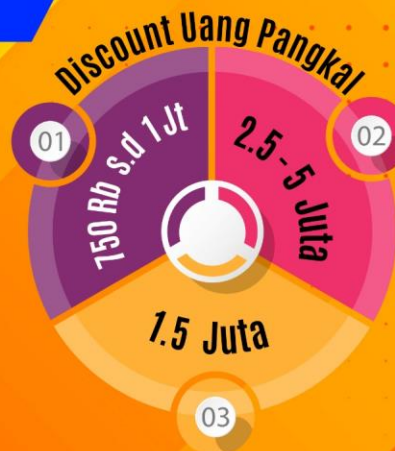 Discount Uang Pangkal
01
750 Rb s.d 1 Jt
02
2.5 - 5 Juta
1.5 Juta
03